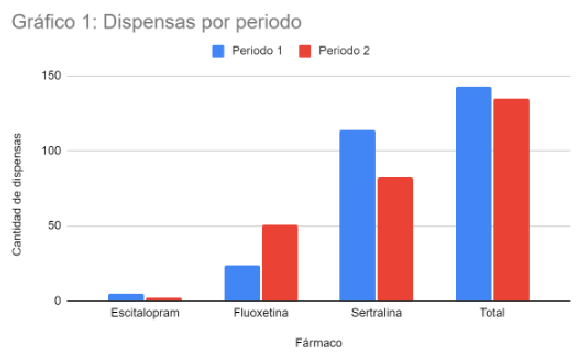 Gráfico 1: Dispensas por periodo
Periodo 1 Periodo 2
Cantidad de dispensas
150
100
50
0
Escitalopram Fluoxetina Sertralina Total
Fármaco